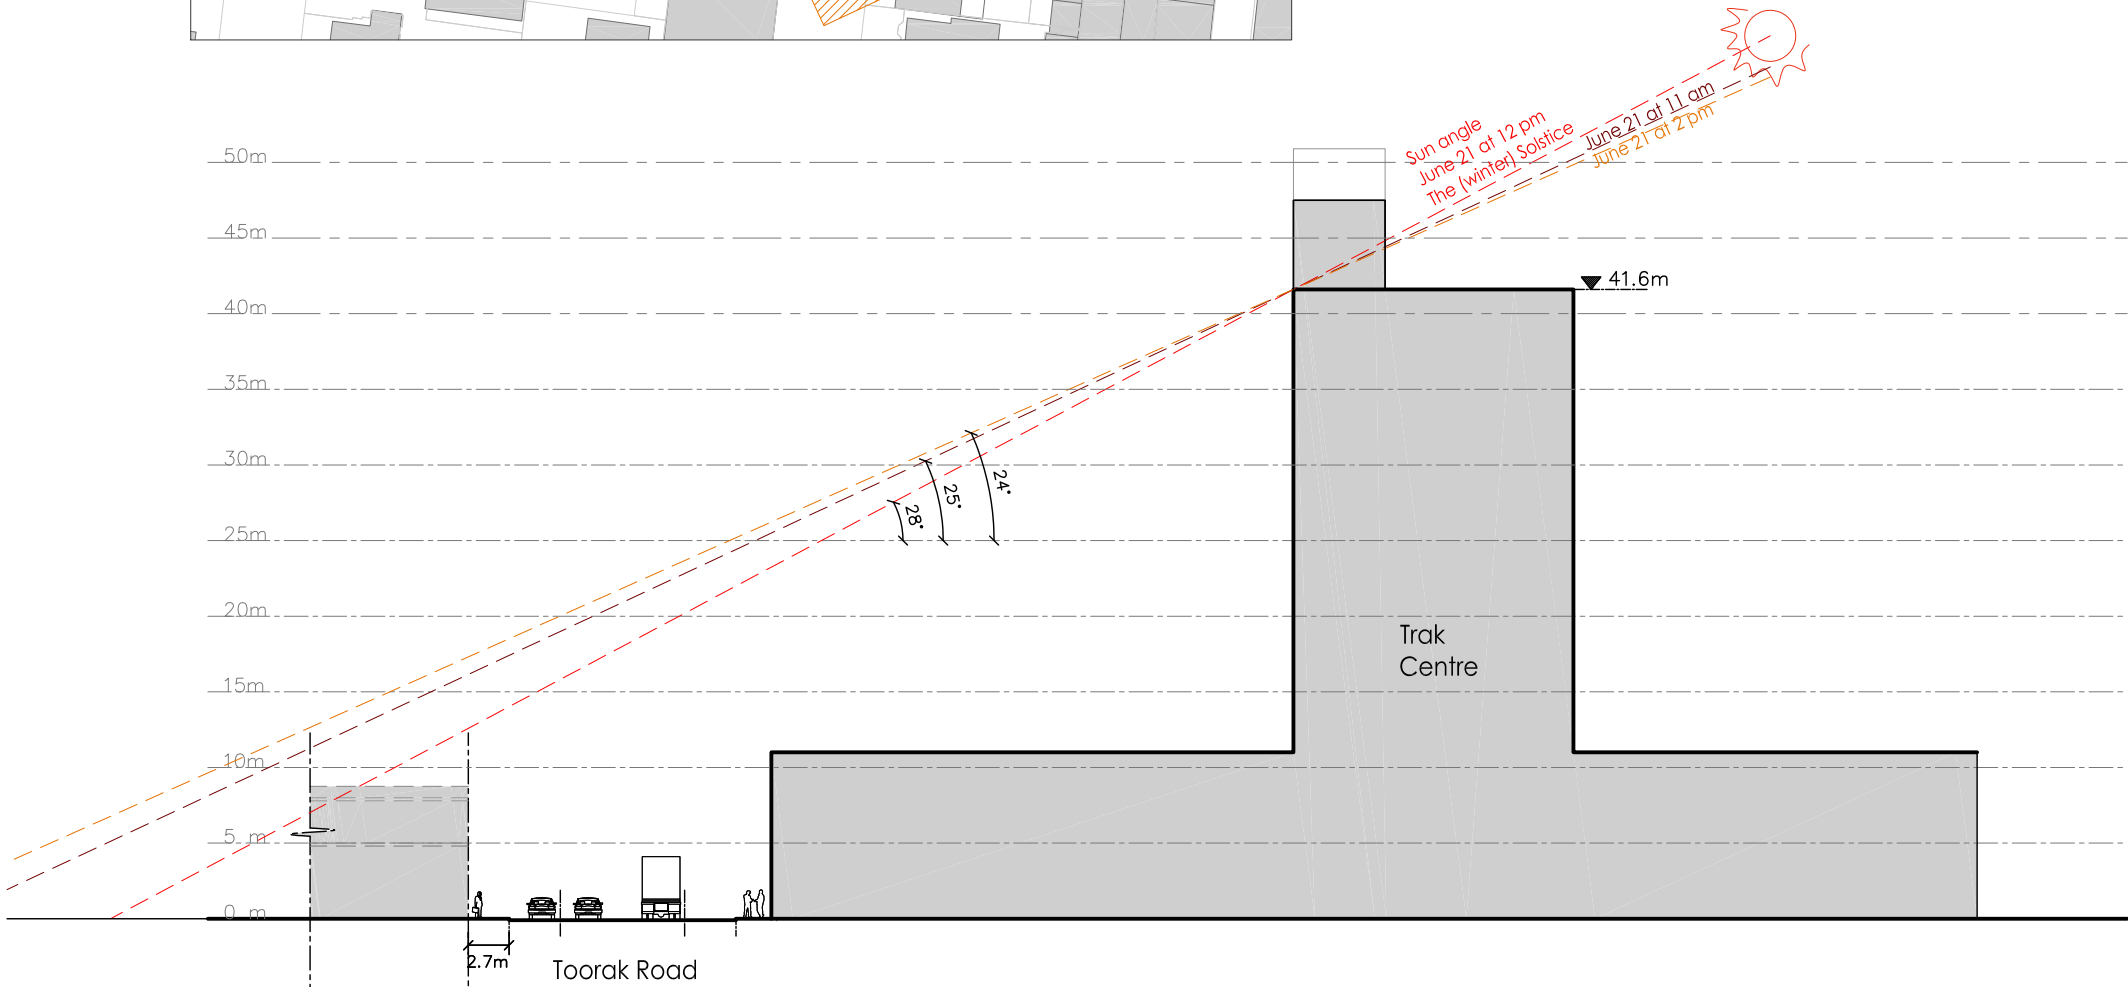 Sun angle
June 21 at 12 pm
The (winter) Solstice
June 21 at 11 am
June 21 at 2 pm
50m
45m
41.6m
40m
35m
30m
24°
25°
28°
25m
20m
Trak
Centre
15m
10m
5 m
0 m
2.7m
Toorak Road